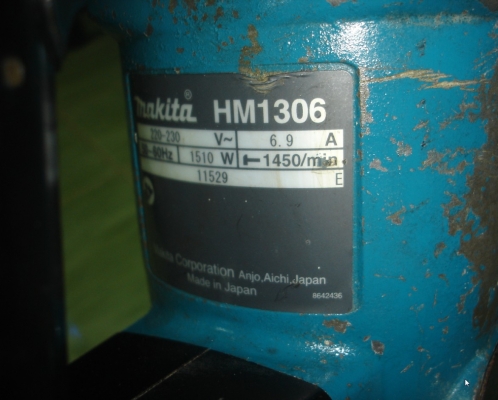 makita HM1306
220-230 V~ 6.9 A
50-60Hz 1510 W 1450/min
11529 E
Makita Corporation Anjo,Aichi,Japan
Made in Japan 8642436